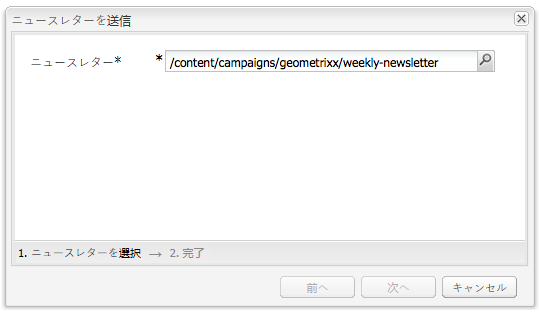 ニュースレターを送信
ニュースレター* * /content/campaigns/geometrixx/weekly-newsletter
1. ニュースレターを選択 → 2. 完了
前へ 次へ キャンセル